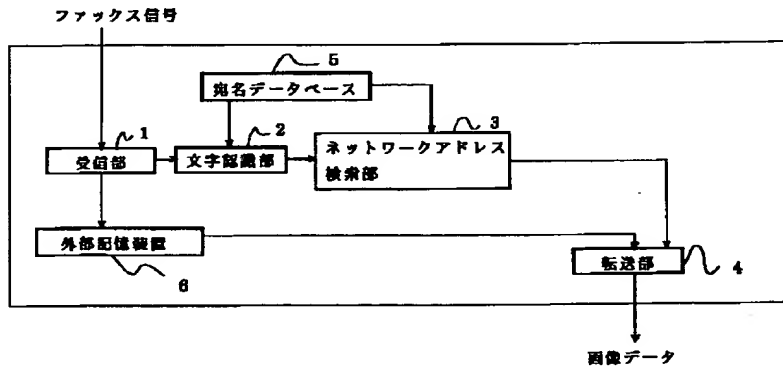 ファックス信号
5
宛名データベース
1
2
3
受信部
文字認識部
ネットワークアドレス
検索部
外部記憶装置
6
転送部
4
画像データ